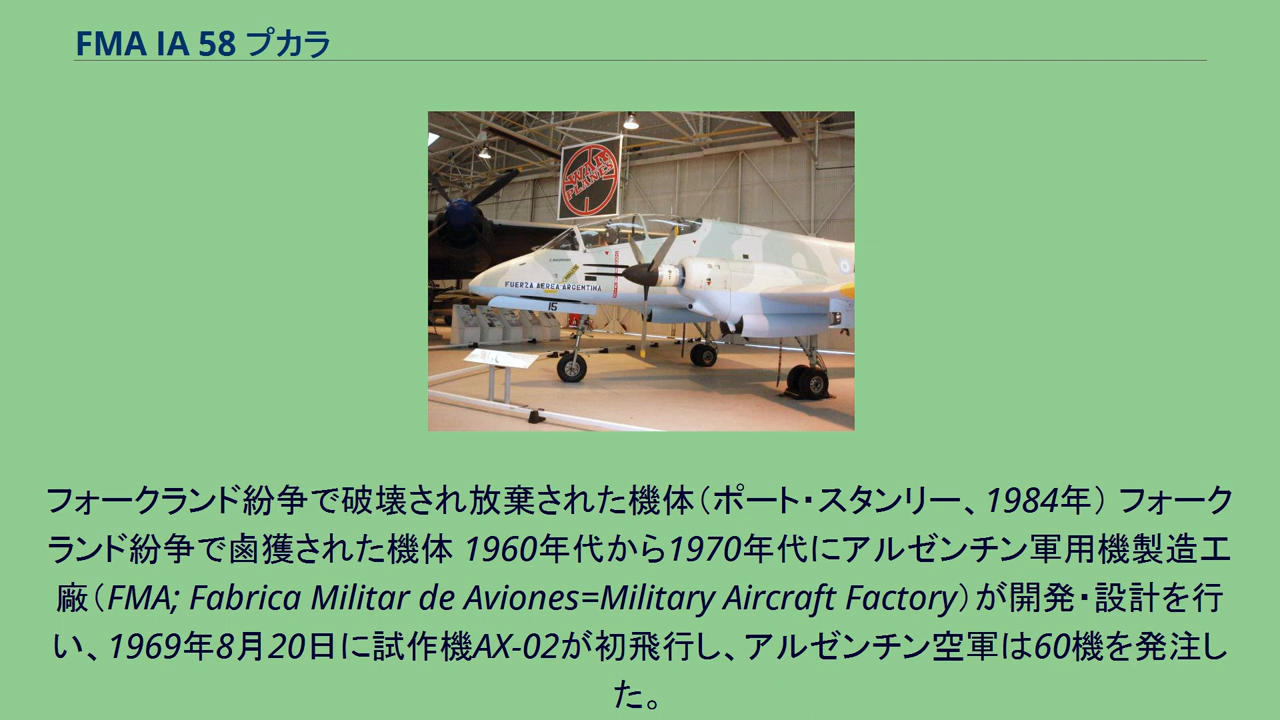 FMA IA 58 プカラ
WAR
PLANES
FUERZA AEREA ARGENTINA
15
フォークランド紛争で破壊され放棄された機体（ポート・スタンリー、1984年） フォーク
ランド紛争で鹵獲された機体 1960年代から1970年代にアルゼンチン軍用機製造工
廠（FMA; Fabrica Militar de Aviones=Military Aircraft Factory）が開発・設計を行
い、1969年8月20日に試作機AX-02が初飛行し、アルゼンチン空軍は60機を発注し
た。